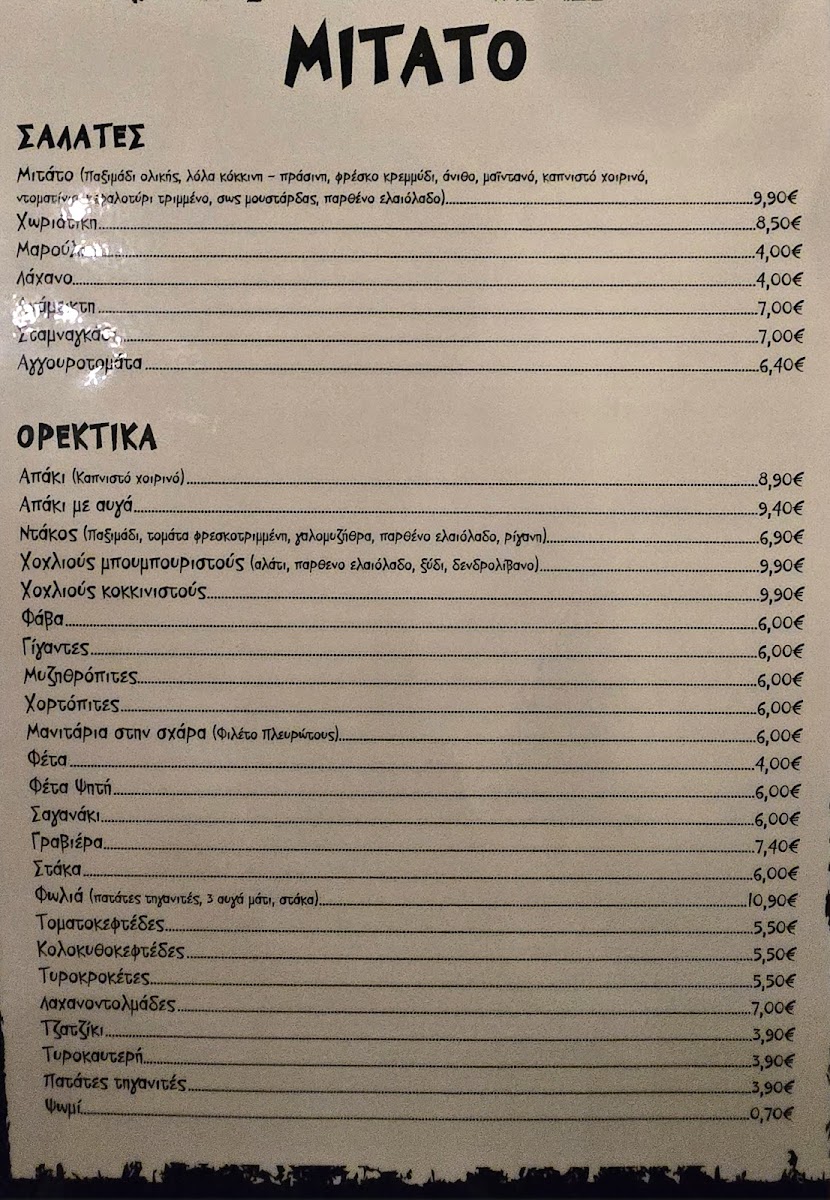 ΜΙΤΑΤΟ
ΣΑΛΑΤΕΣ
Μιτάτο (Παξιμάδι ολικής, λόλα κόκκινη – πράσινη, φρέσκο κρεμμύδι, άνιθο, μαϊντανό, καπνιστό χοιρινό,
τριμμένο, σως μουστάρδας, παρθένο ελαιόλαδο)....9,90€
Χωριάτικη....8,50€
4,00€
Λάχανο....4,00€
7,00€
7,00€
Αγγουροτομάτα....6,40€
ΟΡΕΚΤΙΚΑ
Απάκι (Καπνιστό χοιρινό)....8,90€
Απάκι με αυγά....9,40€
Ντάκος (Παξιμάδι, τομάτα φρεσκοτριμμένη, γαλομυζήθρα, παρθένο ελαιόλαδο, ρίγανη)....6,90€
Χοχλιούς μπουμπουριστούς (αλάτι, παρθενο ελαιόλαδο, ξύδι, δενδρολίβανο)....9,90€
Χοχλιούς κοκκινιστούς....9,90€
Φάβα....6,00€
Γίγαντες....6,00€
Μυζηθρόπιτες....6,00€
Χορτόπιτες....6,00€
Μανιτάρια στην σχάρα (Φιλέτο Πλευρώτους)....6,00€
Φέτα....4,00€
Φέτα Ψητή....6,00€
Σαγανάκι....6,00€
Γραβιέρα....7,40€
Στάκα....6,00€
Φωλιά (πατάτες τηγανιτές, 3 αυγά μάτι, στάκα)....10,90€
Τοματοκεφτέδες....5,50€
Κολοκυθοκεφτέδες....5,50€
Τυροκροκέτες....5,50€
Λαχανοντολμάδες....7,00€
Τζατζίκι....3,90€
Τυροκαυτερή....3,90€
Πατάτες τηγανιτές....3,90€
Ψωμί....0,70€